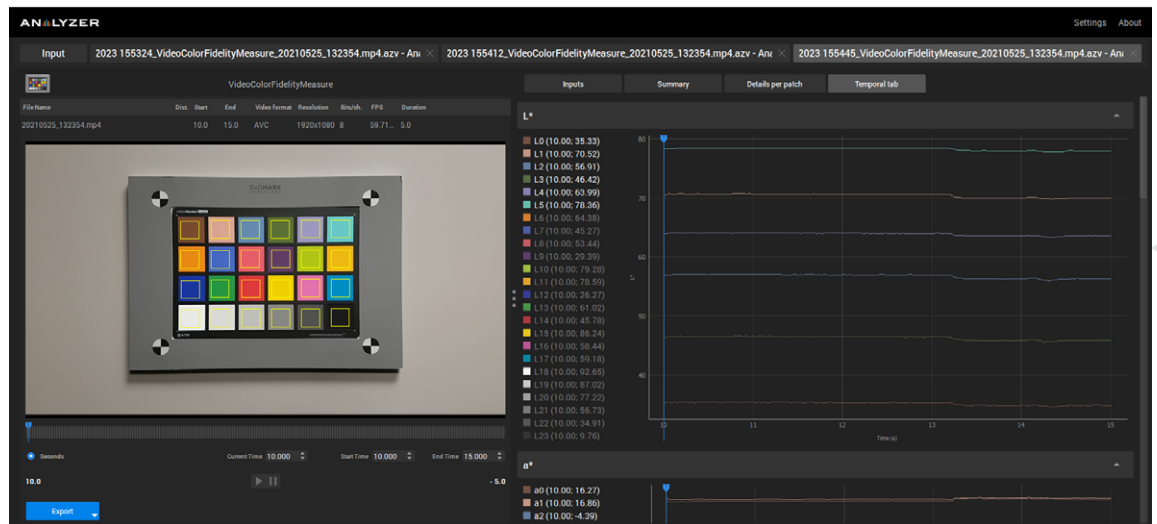 ANALYZER
Settings About
Input 2023 155324_VideoColorFidelityMeasure_20210525_132354.mp4.azv - Ana 2023 155412_VideoColorFidelityMeasure_20210525_132354.mp4.azv - Ana 2023 155445_VideoColorFidelityMeasure_20210525_132354.mp4.azv - Ana
VideoColorFidelityMeasure
File Name Dist. Start End Video format Resolution Bits/ch. FPS Duration
20210525_132354.mp4 10.0 15.0 AVC 1920x1080 8 59.71... 5.0
DXOMARK
Seconds Current Time 10.000 Start Time 10.000 End Time 15.000
10.0 - 5.0
Export
Inputs Summary Details per patch Temporal tab
L*
L0 (10.00; 35.33)
L1 (10.00; 70.52)
L2 (10.00; 56.91)
L3 (10.00; 46.42)
L4 (10.00; 63.99)
L5 (10.00; 78.36)
L6 (10.00; 64.38)
L7 (10.00; 45.27)
L8 (10.00; 53.44)
L9 (10.00; 29.39)
L10 (10.00; 79.28)
L11 (10.00; 78.59)
L12 (10.00; 26.27)
L13 (10.00; 61.02)
L14 (10.00; 45.78)
L15 (10.00; 86.24)
L16 (10.00; 58.44)
L17 (10.00; 59.18)
L18 (10.00; 92.65)
L19 (10.00; 87.02)
L20 (10.00; 77.22)
L21 (10.00; 56.73)
L22 (10.00; 34.91)
L23 (10.00; 9.76)
80
70
60
50
40
L*
10 11 12 13 14 15
Time (s)
a*
a0 (10.00; 16.27)
a1 (10.00; 16.86)
a2 (10.00; -4.39)